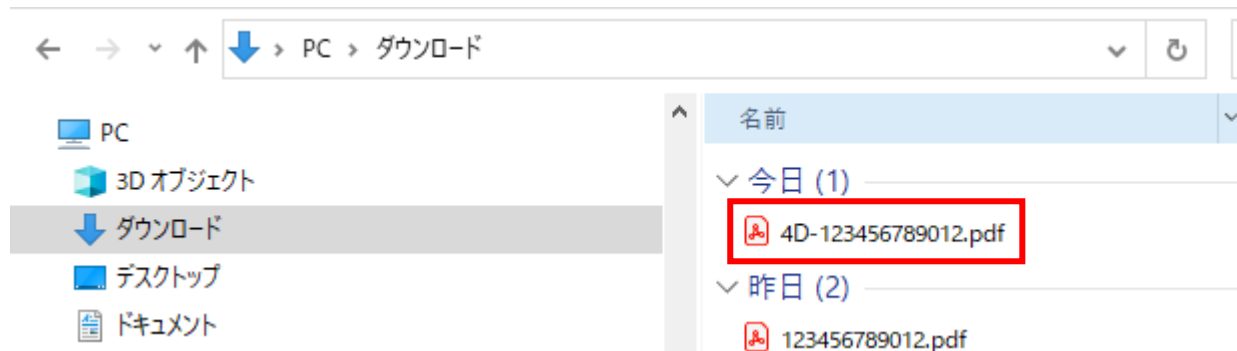 PC › ダウンロード
PC
3D オブジェクト
ダウンロード
デスクトップ
ドキュメント
名前
今日 (1)
4D-123456789012.pdf
昨日 (2)
123456789012.pdf